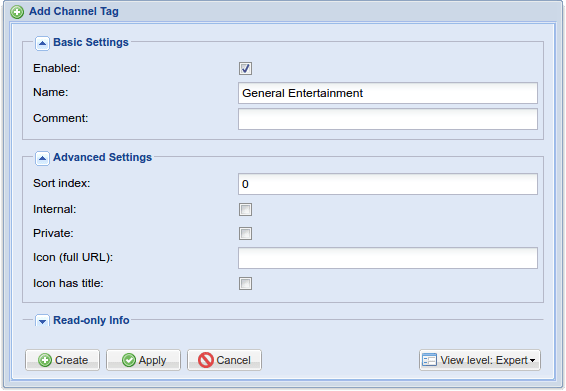 Add Channel Tag
Basic Settings
Enabled:
Name: General Entertainment
Comment:
Advanced Settings
Sort index: 0
Internal:
Private:
Icon (full URL):
Icon has title:
Read-only Info
Create Apply Cancel View level: Expert